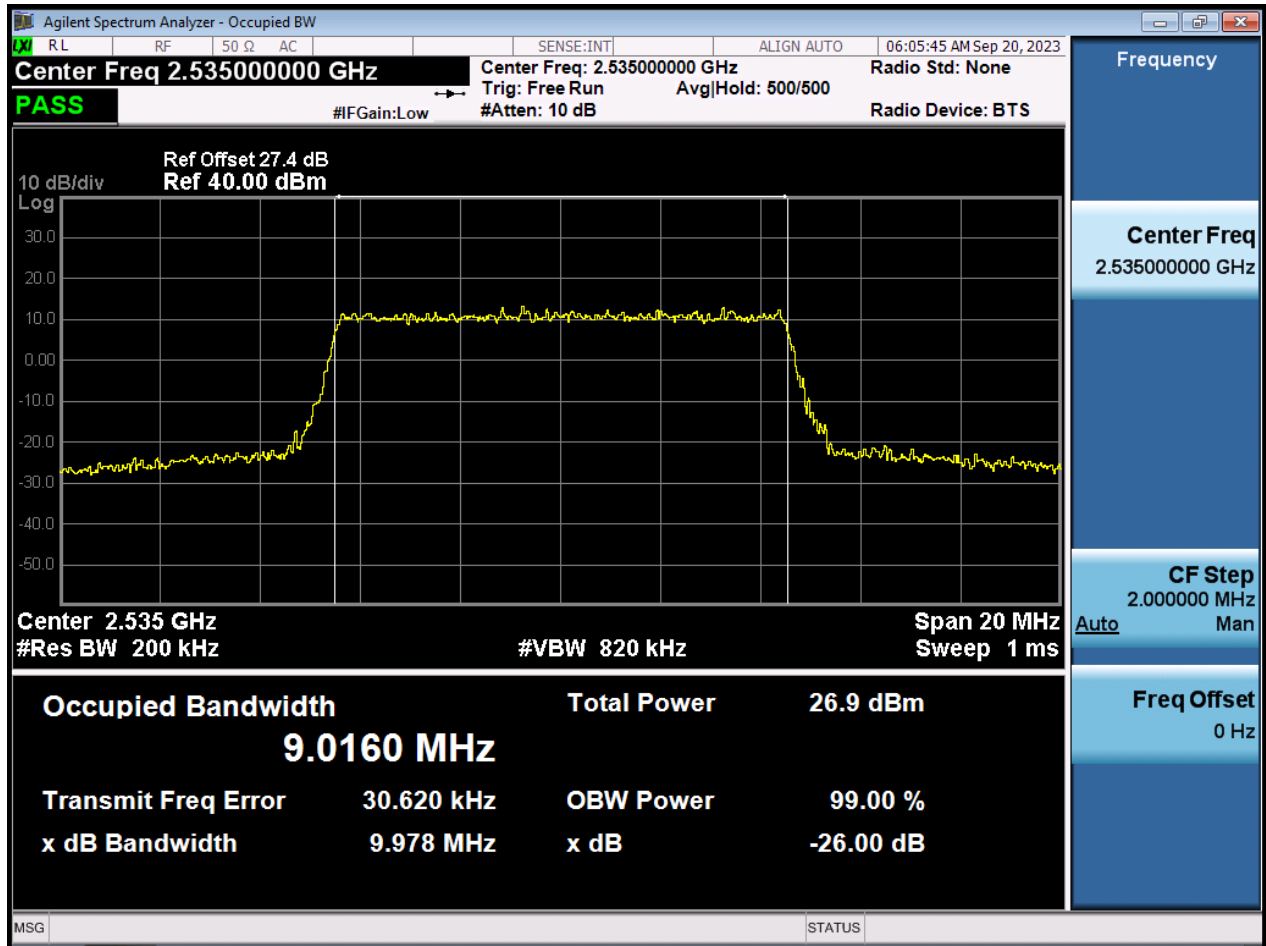 Agilent Spectrum Analyzer - Occupied BW
LXI RL RF 50 Ω AC SENSE:INT ALIGN AUTO 06:05:45 AM Sep 20, 2023
Center Freq 2.535000000 GHz
PASS
#IFGain:Low
Center Freq: 2.535000000 GHz
Trig: Free Run Avg|Hold: 500/500
#Atten: 10 dB
Radio Std: None
Radio Device: BTS
Ref Offset 27.4 dB
10 dB/div Ref 40.00 dBm
Log
30.0
20.0
10.0
0.00
-10.0
-20.0
-30.0
-40.0
-50.0
Center 2.535 GHz Span 20 MHz
#Res BW 200 kHz #VBW 820 kHz Sweep 1 ms
Occupied Bandwidth Total Power 26.9 dBm
9.0160 MHz
Transmit Freq Error 30.620 kHz OBW Power 99.00 %
x dB Bandwidth 9.978 MHz x dB -26.00 dB
Frequency
Center Freq
2.535000000 GHz
CF Step
2.000000 MHz
Auto Man
Freq Offset
0 Hz
MSG STATUS